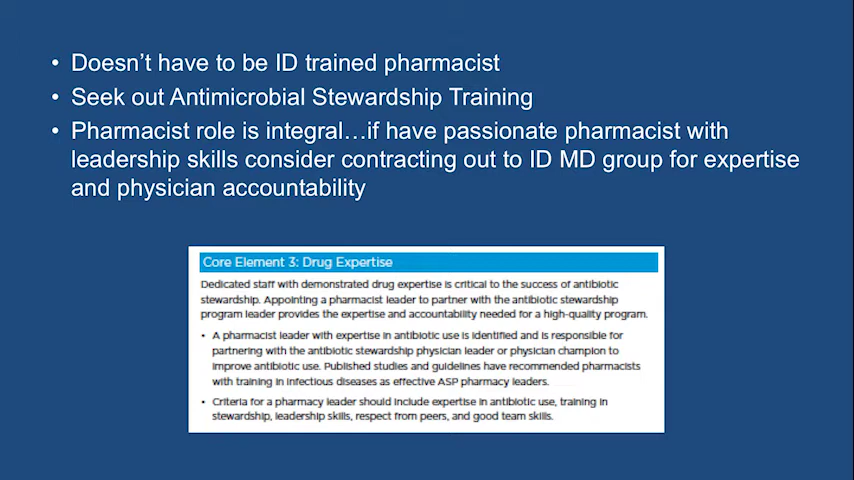 • Doesn’t have to be ID trained pharmacist
• Seek out Antimicrobial Stewardship Training
• Pharmacist role is integral…if have passionate pharmacist with
leadership skills consider contracting out to ID MD group for expertise
and physician accountability
Core Element 3: Drug Expertise
Dedicated staff with demonstrated drug expertise is critical to the success of antibiotic
stewardship. Appointing a pharmacist leader to partner with the antibiotic stewardship
program leader provides the expertise and accountability needed for a high-quality program.
• A pharmacist leader with expertise in antibiotic use is identified and is responsible for
partnering with the antibiotic stewardship physician leader or physician champion to
improve antibiotic use. Published studies and guidelines have recommended pharmacists
with training in infectious diseases as effective ASP pharmacy leaders.
• Criteria for a pharmacy leader should include expertise in antibiotic use, training in
stewardship, leadership skills, respect from peers, and good team skills.